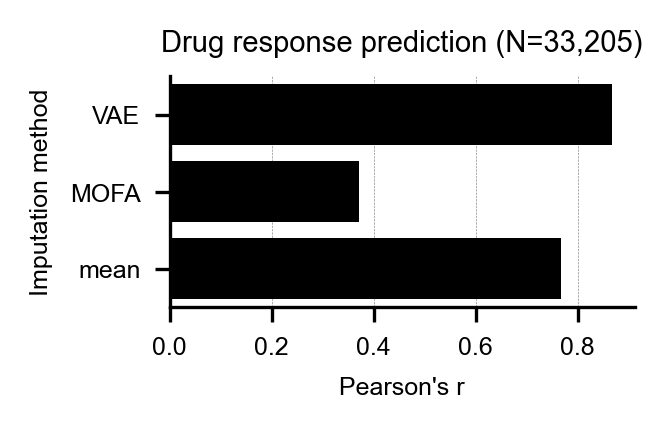 Drug response prediction (N=33,205)
Imputation method
VAE
MOFA
mean
0.0 0.2 0.4 0.6 0.8
Pearson's r